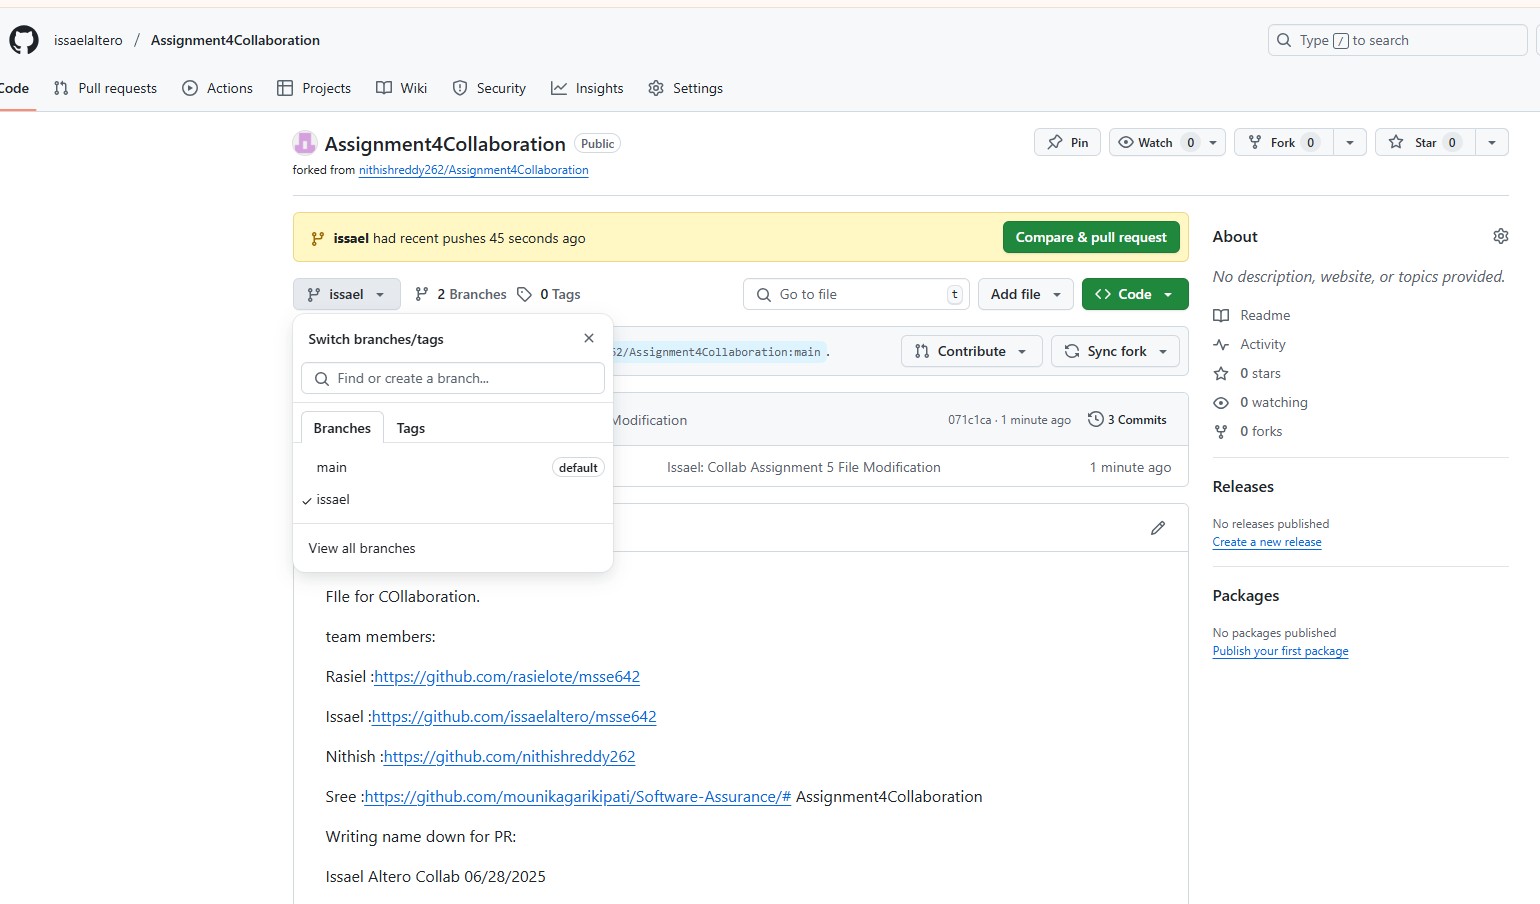 issaelaltero / Assignment4Collaboration
Type / to search
Code Pull requests Actions Projects Wiki Security Insights Settings
Assignment4Collaboration Public
Pin Watch 0 Fork 0 Star 0
forked from nithishreddy262/Assignment4Collaboration
issael had recent pushes 45 seconds ago
Compare & pull request
issael 2 Branches 0 Tags
Go to file t
Add file
Code
Switch branches/tags
Find or create a branch...
Branches Tags
main default
issael
View all branches
/Assignment4Collaboration:main .
Contribute
Sync fork
Modification
071c1ca · 1 minute ago
3 Commits
Issael: Collab Assignment 5 File Modification
1 minute ago
FIle for COllaboration.
team members:
Rasiel :https://github.com/rasielote/msse642
Issael :https://github.com/issaelaltero/msse642
Nithish :https://github.com/nithishreddy262
Sree :https://github.com/mounikagarikipati/Software-Assurance/# Assignment4Collaboration
Writing name down for PR:
Issael Altero Collab 06/28/2025
About
No description, website, or topics provided.
Readme
Activity
0 stars
0 watching
0 forks
Releases
No releases published
Create a new release
Packages
No packages published
Publish your first package